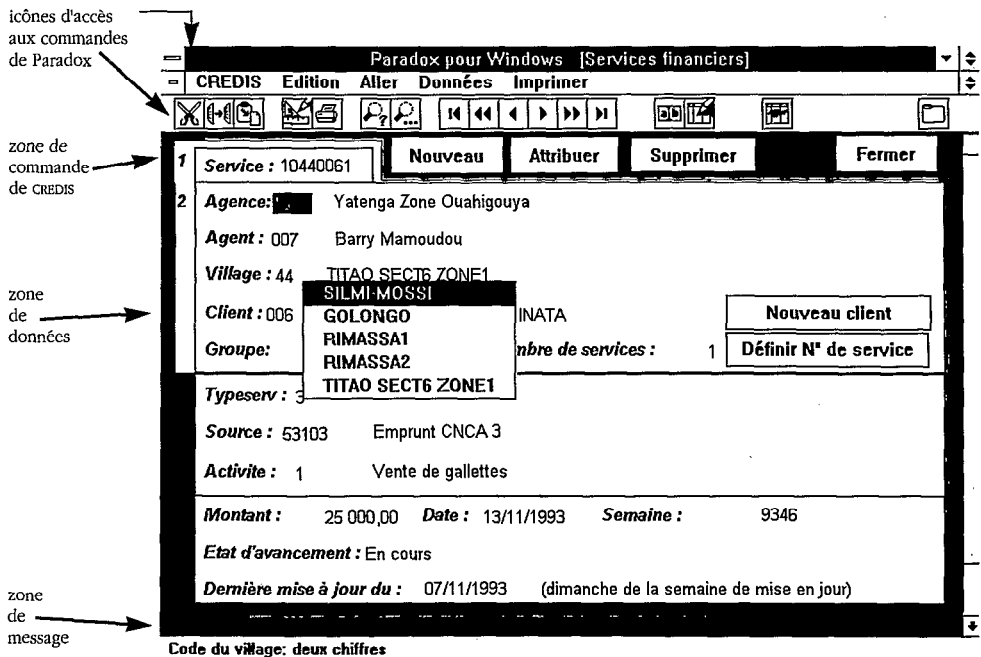 icônes d'accès
aux commandes
de Paradox
Paradox pour Windows [Services financiers]
CREDIS Edition Aller Données Imprimer
zone de
commande
de CREDIS
1 Service : 10440061 Nouveau Attribuer Supprimer Fermer
2 Agence: Yatenga Zone Ouahigouya
Agent : 007 Barry Mamoudou
Village : 44 TITAO SECT6 ZONE1
zone
de
données
SILMI-MOSSI
Client : 006 GOLONGO INATA Nouveau client
RIMASSA1
Groupe: mbre de services : 1 Définir N° de service
RIMASSA2
TITAO SECT6 ZONE1
Typeserv : 3
Source : 53103 Emprunt CNCA 3
Activite : 1 Vente de gallettes
Montant : 25 000,00 Date : 13/11/1993 Semaine : 9346
Etat d'avancement : En cours
Dernière mise à jour du : 07/11/1993 (dimanche de la semaine de mise en jour)
zone
de
message
Code du village: deux chiffres